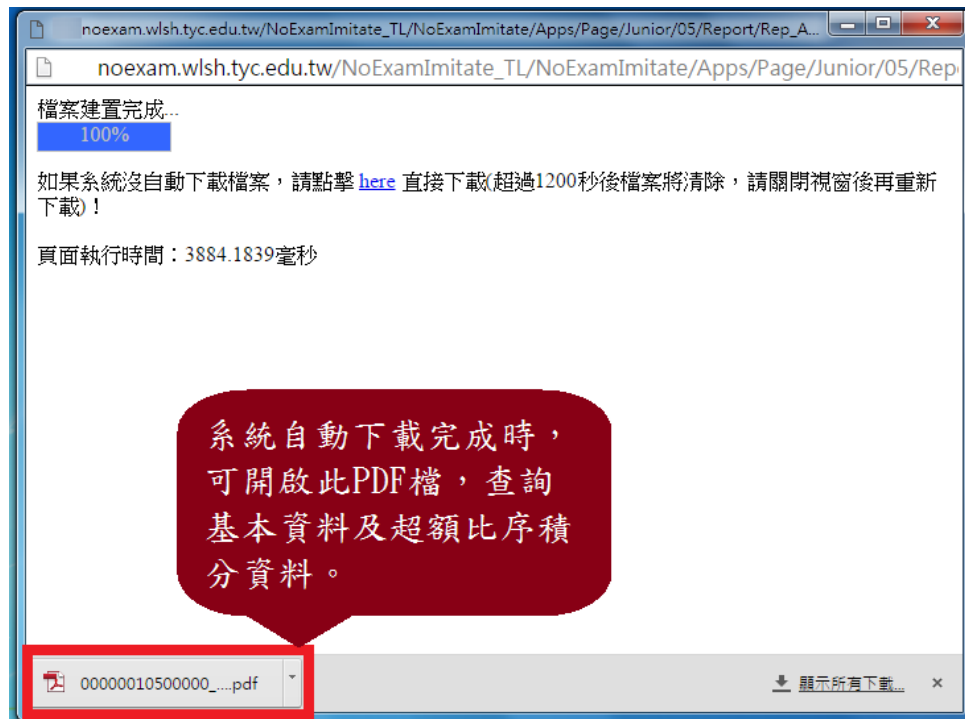 noexam.wlsh.tyc.edu.tw/NoExamImitate_TL/NoExamImitate/Apps/Page/Junior/05/Report/Rep_A...
noexam.wlsh.tyc.edu.tw/NoExamImitate_TL/NoExamImitate/Apps/Page/Junior/05/Rep
檔案建置完成...
100%
如果系統沒自動下載檔案，請點擊 here 直接下載(超過1200秒後檔案將清除，請關閉視窗後再重新
下載)！
頁面執行時間：3884.1839毫秒
系統自動下載完成時，
可開啟此PDF檔，查詢
基本資料及超額比序積
分資料。
00000010500000_....pdf
顯示所有下載...